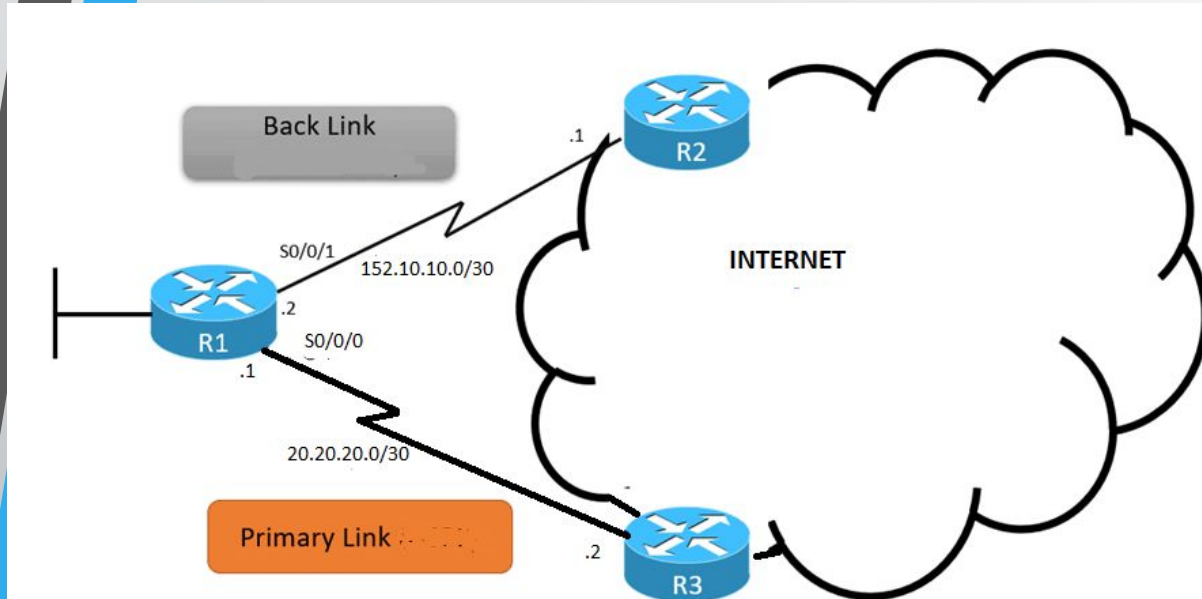 Back Link
.1
R2
S0/0/1
152.10.10.0/30
INTERNET
.2
R1
S0/0/0
.1
20.20.20.0/30
Primary Link
.2
R3